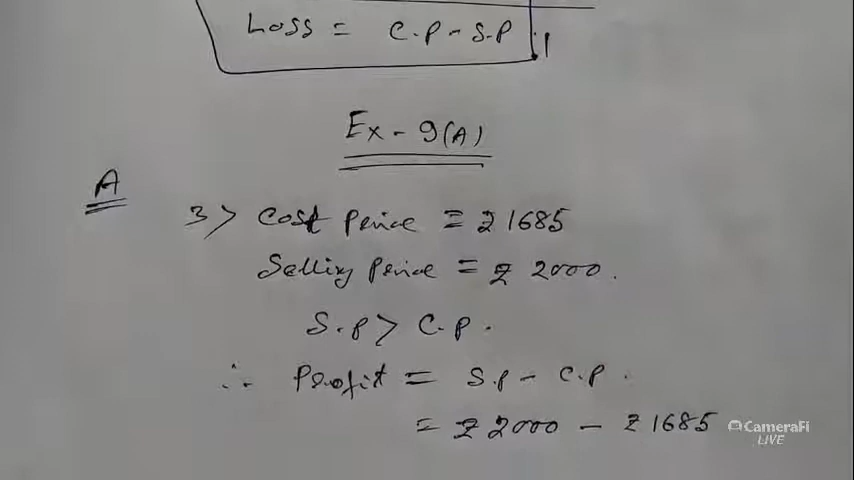 Loss = C.P - S.P
Ex - 9(A)
A
3> Cost Price = ₹ 1685
Selling Price = ₹ 2000.
S.P > C.P.
∴ Profit = S.P - C.P.
= ₹ 2000 - ₹ 1685
CameraFi
LIVE